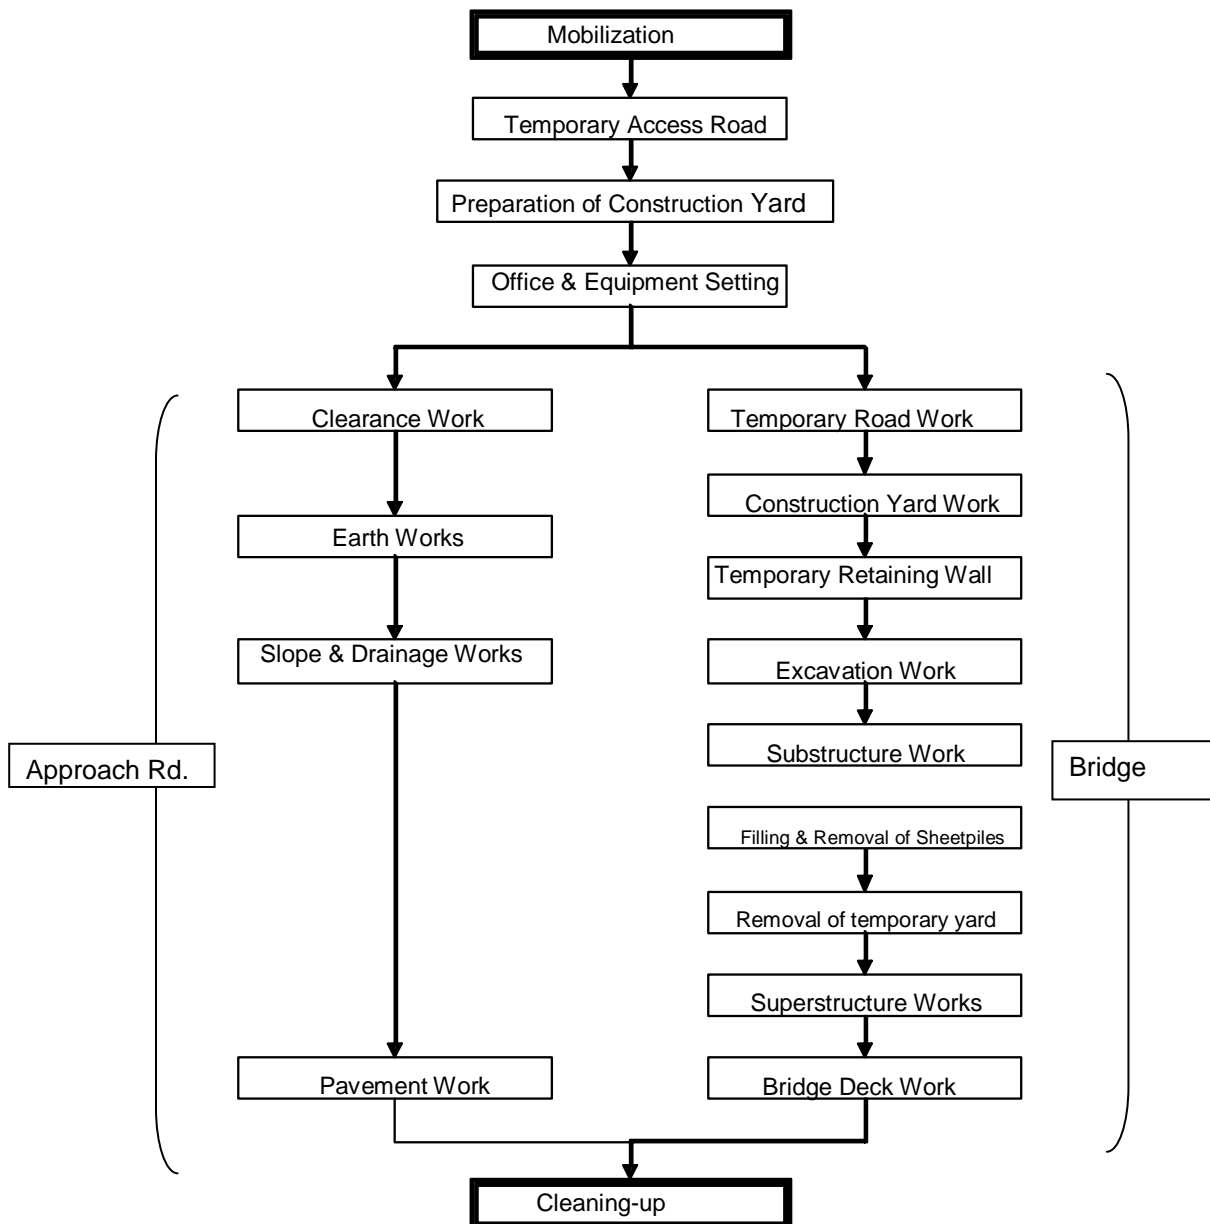 Mobilization
Temporary Access Road
Preparation of Construction Yard
Office & Equipment Setting
Clearance Work
Earth Works
Slope & Drainage Works
Pavement Work
Approach Rd.
Temporary Road Work
Construction Yard Work
Temporary Retaining Wall
Excavation Work
Substructure Work
Filling & Removal of Sheetpiles
Removal of temporary yard
Superstructure Works
Bridge Deck Work
Bridge
Cleaning-up